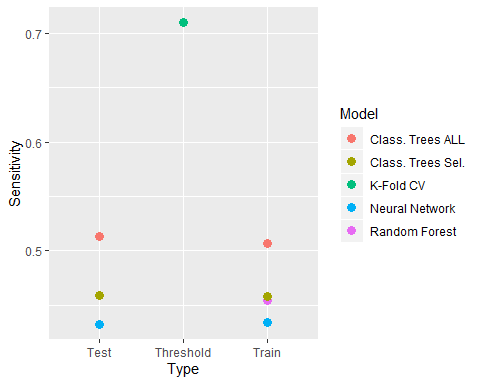 0.7
0.6
0.5
Sensitivity
Test Threshold Train
Type
Model
Class. Trees ALL
Class. Trees Sel.
K-Fold CV
Neural Network
Random Forest